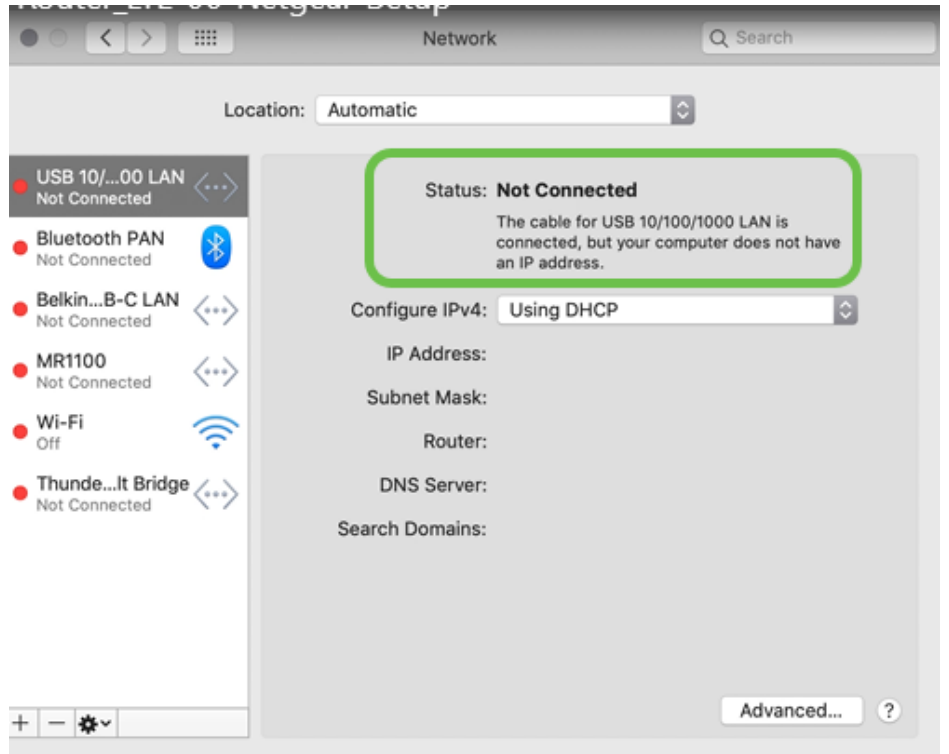 Network
Search
Location: Automatic
USB 10/...00 LAN
Not Connected
Bluetooth PAN
Not Connected
Belkin...B-C LAN
Not Connected
MR1100
Not Connected
Wi-Fi
Off
Thunde...lt Bridge
Not Connected
Status: Not Connected
The cable for USB 10/100/1000 LAN is
connected, but your computer does not have
an IP address.
Configure IPv4: Using DHCP
IP Address:
Subnet Mask:
Router:
DNS Server:
Search Domains:
Advanced...
?